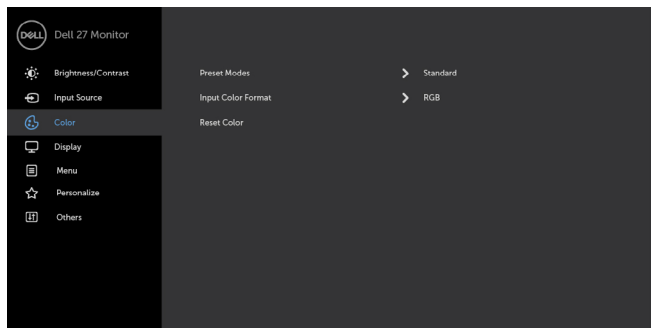 DELL Dell 27 Monitor
Brightness/Contrast Preset Modes Standard
Input Source Input Color Format RGB
Color Reset Color
Display
Menu
Personalize
Others